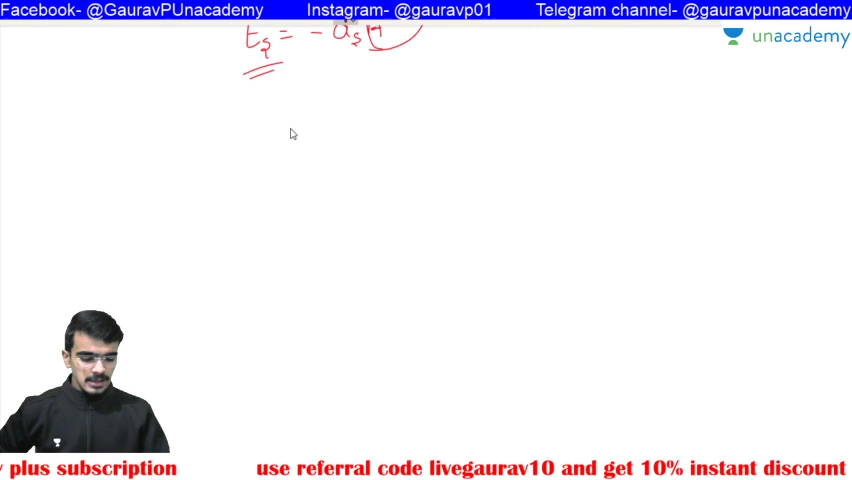 Facebook- @GauravPUnacademy Instagram- @gauravp01 Telegram channel- @gauravpunacademy
unacademy
plus subscription use referral code livegaurav10 and get 10% instant discount